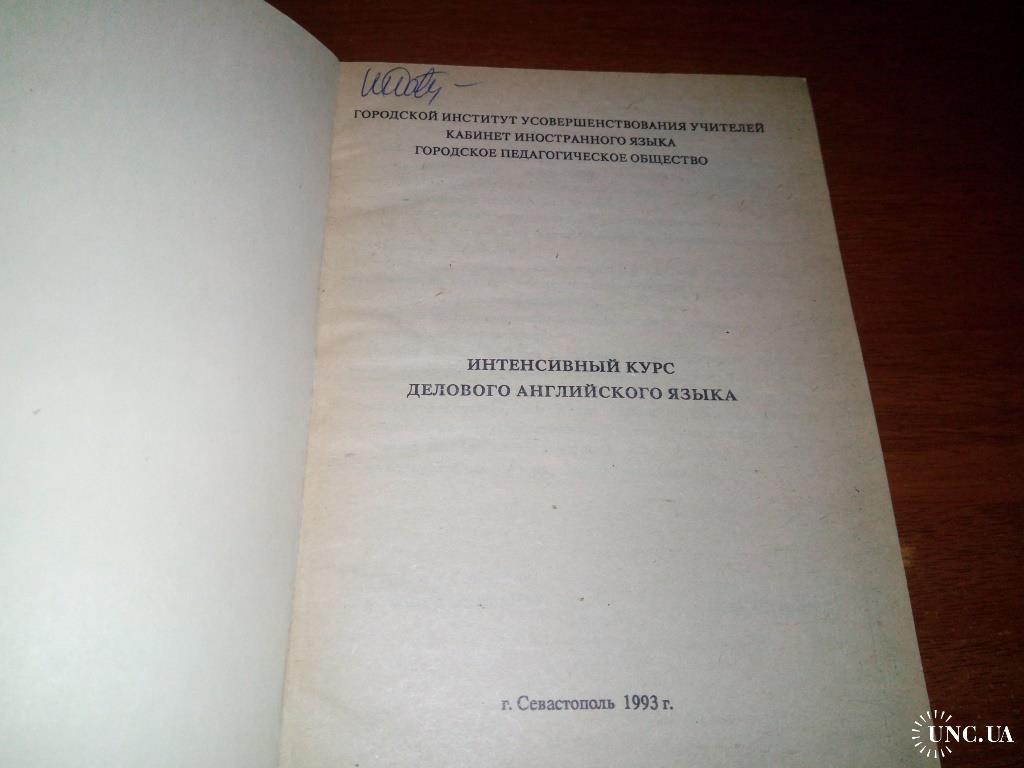 ГОРОДСКОЙ ИНСТИТУТ УСОВЕРШЕНСТВОВАНИЯ УЧИТЕЛЕЙ
КАБИНЕТ ИНОСТРАННОГО ЯЗЫКА
ГОРОДСКОЕ ПЕДАГОГИЧЕСКОЕ ОБЩЕСТВО
ИНТЕНСИВНЫЙ КУРС
ДЕЛОВОГО АНГЛИЙСКОГО ЯЗЫКА
г. Севастополь 1993 г.
UNC.UA